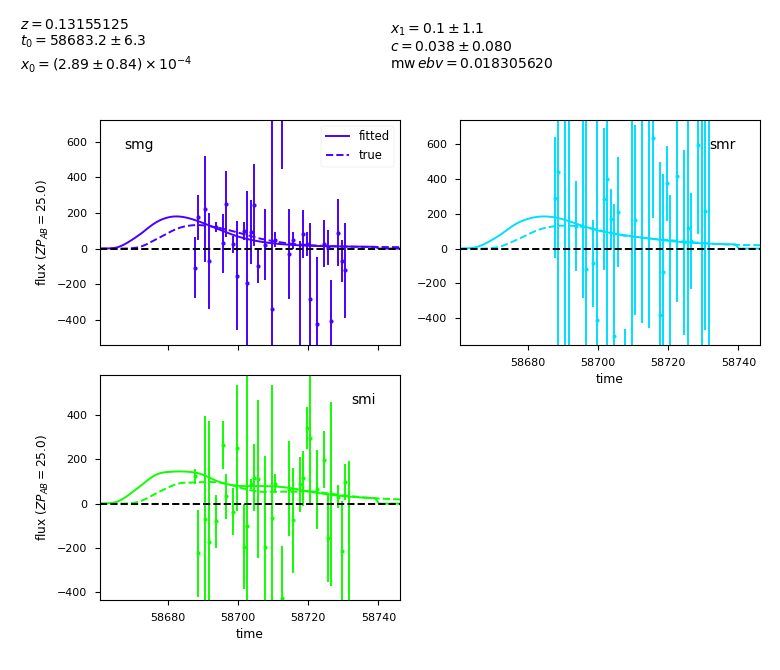 z = 0.13155125
t₀ = 58683.2 ± 6.3
x₀ = (2.89 ± 0.84) × 10⁻⁴
x₁ = 0.1 ± 1.1
c = 0.038 ± 0.080
mwebv = 0.018305620
smg
fitted
true
600
400
200
0
−200
−400
flux (ZP_AB = 25.0)
smr
600
400
200
0
−200
−400
58680 58700 58720 58740
time
smi
400
200
0
−200
−400
flux (ZP_AB = 25.0)
58680 58700 58720 58740
time